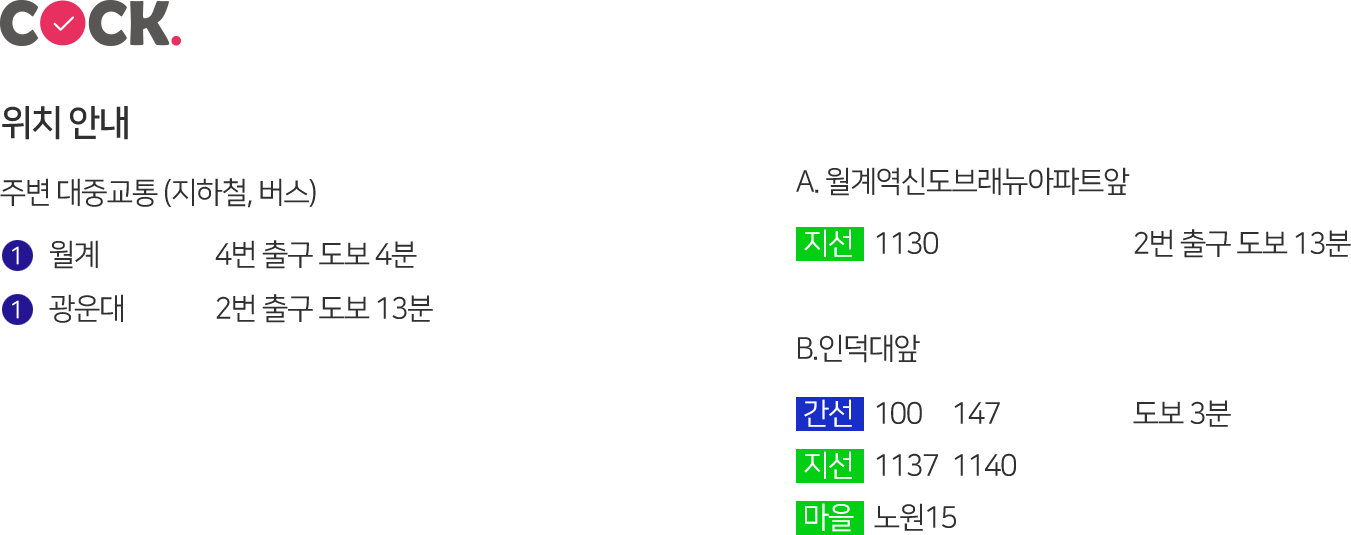 COCK.
위치 안내
주변 대중교통 (지하철, 버스)
1 월계 4번 출구 도보 4분
1 광운대 2번 출구 도보 13분
A. 월계역신도브래뉴아파트앞
지선 1130 2번 출구 도보 13분
B.인덕대앞
간선 100 147 도보 3분
지선 1137 1140
마을 노원15